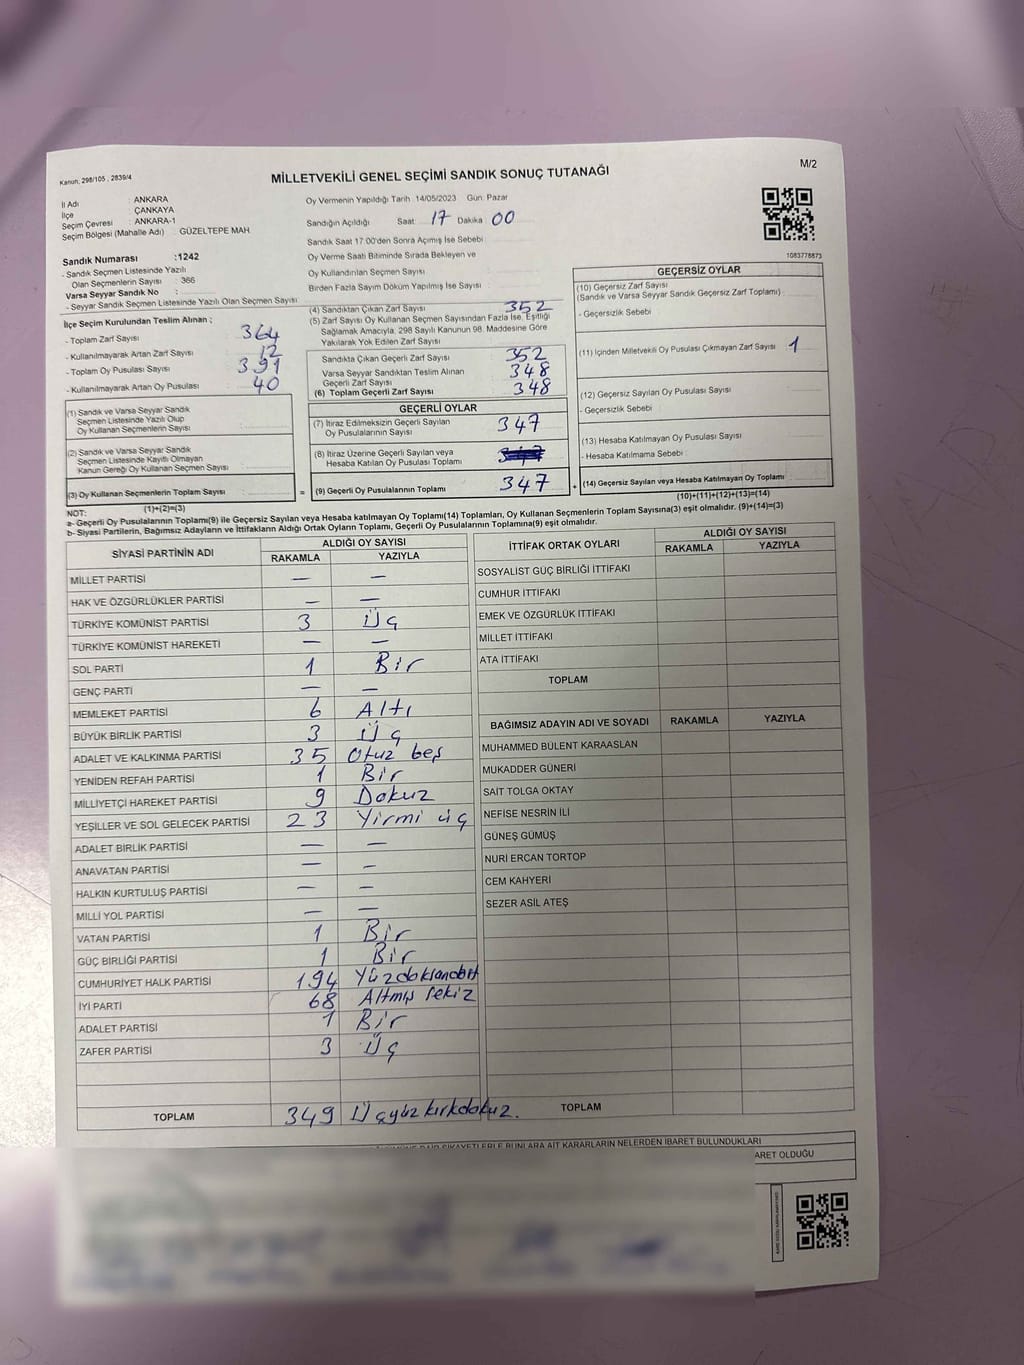 Kanun, 298/105 , 2839/4
MİLLETVEKİLİ GENEL SEÇİMİ SANDIK SONUÇ TUTANAĞI
M/2
İl Adı : ANKARA
İlçe : ÇANKAYA
Seçim Çevresi : ANKARA-1
Seçim Bölgesi (Mahalle Adı) : GÜZELTEPE MAH.
Oy Vermenin Yapıldığı Tarih 14/05/2023 Gün: Pazar
Sandığın Açıldığı Saat: 17 Dakika 00
Sandık Saat 17:00'den Sonra Açımış İse Sebebi
Oy Verme Saati Bitiminde Sırada Bekleyen ve
Oy Kullandırılan Seçmen Sayısı
Birden Fazla Sayım Döküm Yapılmış İse Sayısı :
1083778873
Sandık Numarası :1242
- Sandık Seçmen Listesinde Yazılı
Olan Seçmenlerin Sayısı : 366
Varsa Seyyar Sandık No :
- Seyyar Sandık Seçmen Listesinde Yazılı Olan Seçmen Sayısı
İlçe Seçim Kurulundan Teslim Alınan ;
- Toplam Zarf Sayısı 364
- Kullanılmayarak Artan Zarf Sayısı 12
- Toplam Oy Pusulası Sayısı 391
- Kullanılmayarak Artan Oy Pusulası 40
(1) Sandık ve Varsa Seyyar Sandık
Seçmen Listesinde Yazılı Olup
Oy Kullanan Seçmenlerin Sayısı :
(2) Sandık ve Varsa Seyyar Sandık
Seçmen Listesinde Kayıtlı Olmayan
Kanun Gereği Oy Kullanan Seçmen Sayısı :
(3) Oy Kullanan Seçmenlerin Toplam Sayısı :
(1)+(2)=(3)
(4) Sandıktan Çıkan Zarf Sayısı 352
(5) Zarf Sayısı Oy Kullanan Seçmen Sayısından Fazla İse, Eşitliği
Sağlamak Amacıyla, 298 Sayılı Kanunun 98. Maddesine Göre
Yakılarak Yok Edilen Zarf Sayısı
Sandıkta Çıkan Geçerli Zarf Sayısı 352
Varsa Seyyar Sandıktan Teslim Alınan
Geçerli Zarf Sayısı 348
(6) Toplam Geçerli Zarf Sayısı 348
GEÇERLİ OYLAR
(7) İtiraz Edilmeksizin Geçerli Sayılan
Oy Pusulalarının Sayısı 347
(8) İtiraz Üzerine Geçerli Sayılan veya
Hesaba Katılan Oy Pusulası Toplamı
= (9) Geçerli Oy Pusulalarının Toplamı 347 +
GEÇERSİZ OYLAR
(10) Geçersiz Zarf Sayısı
(Sandık ve Varsa Seyyar Sandık Geçersiz Zarf Toplamı)
- Geçersizlik Sebebi :
(11) İçinden Milletvekili Oy Pusulası Çıkmayan Zarf Sayısı 1
(12) Geçersiz Sayılan Oy Pusulası Sayısı
- Geçersizlik Sebebi
(13) Hesaba Katılmayan Oy Pusulası Sayısı
- Hesaba Katılmama Sebebi
(14) Geçersiz Sayılan veya Hesaba Katılmayan Oy Toplamı
(10)+(11)+(12)+(13)=(14)
NOT:
a- Geçerli Oy Pusulalarının Toplamı(9) ile Geçersiz Sayılan veya Hesaba katılmayan Oy Toplamı(14) Toplamları, Oy Kullanan Seçmenlerin Toplam Sayısına(3) eşit olmalıdır. (9)+(14)=(3)
b- Siyasi Partilerin, Bağımsız Adayların ve İttifakların Aldığı Ortak Oyların Toplamı, Geçerli Oy Pusulalarının Toplamına(9) eşit olmalıdır.
SİYASİ PARTİNİN ADI ALDIĞI OY SAYISI
RAKAMLA YAZIYLA
MİLLET PARTİSİ — —
HAK VE ÖZGÜRLÜKLER PARTİSİ — —
TÜRKİYE KOMÜNİST PARTİSİ 3 Üç
TÜRKİYE KOMÜNİST HAREKETİ — —
SOL PARTİ 1 Bir
GENÇ PARTİ — —
MEMLEKET PARTİSİ 6 Altı
BÜYÜK BİRLİK PARTİSİ 3 Üç
ADALET VE KALKINMA PARTİSİ 35 Otuz beş
YENİDEN REFAH PARTİSİ 1 Bir
MİLLİYETÇİ HAREKET PARTİSİ 9 Dokuz
YEŞİLLER VE SOL GELECEK PARTİSİ 23 Yirmi üç
ADALET BİRLİK PARTİSİ — —
ANAVATAN PARTİSİ — —
HALKIN KURTULUŞ PARTİSİ — —
MİLLİ YOL PARTİSİ — —
VATAN PARTİSİ 1 Bir
GÜÇ BİRLİĞİ PARTİSİ 1 Bir
CUMHURİYET HALK PARTİSİ 194 Yüzdoksandört
İYİ PARTİ 68 Altmış sekiz
ADALET PARTİSİ 1 Bir
ZAFER PARTİSİ 3 Üç
TOPLAM 349 Üçyüzkırkdokuz.
İTTİFAK ORTAK OYLARI ALDIĞI OY SAYISI
RAKAMLA YAZIYLA
SOSYALİST GÜÇ BİRLİĞİ İTTİFAKI
CUMHUR İTTİFAKI
EMEK VE ÖZGÜRLÜK İTTİFAKI
MİLLET İTTİFAKI
ATA İTTİFAKI
TOPLAM
BAĞIMSIZ ADAYIN ADI VE SOYADI RAKAMLA YAZIYLA
MUHAMMED BÜLENT KARAASLAN
MUKADDER GÜNERİ
SAİT TOLGA OKTAY
NEFİSE NESRİN İLİ
GÜNEŞ GÜMÜŞ
NURİ ERCAN TORTOP
CEM KAHYERİ
SEZER ASİL ATEŞ
TOPLAM
ŞİKAYETLERLE BUNLARA AİT KARARLARIN NELERDEN İBARET BULUNDUKLARI
ARET OLDUĞU